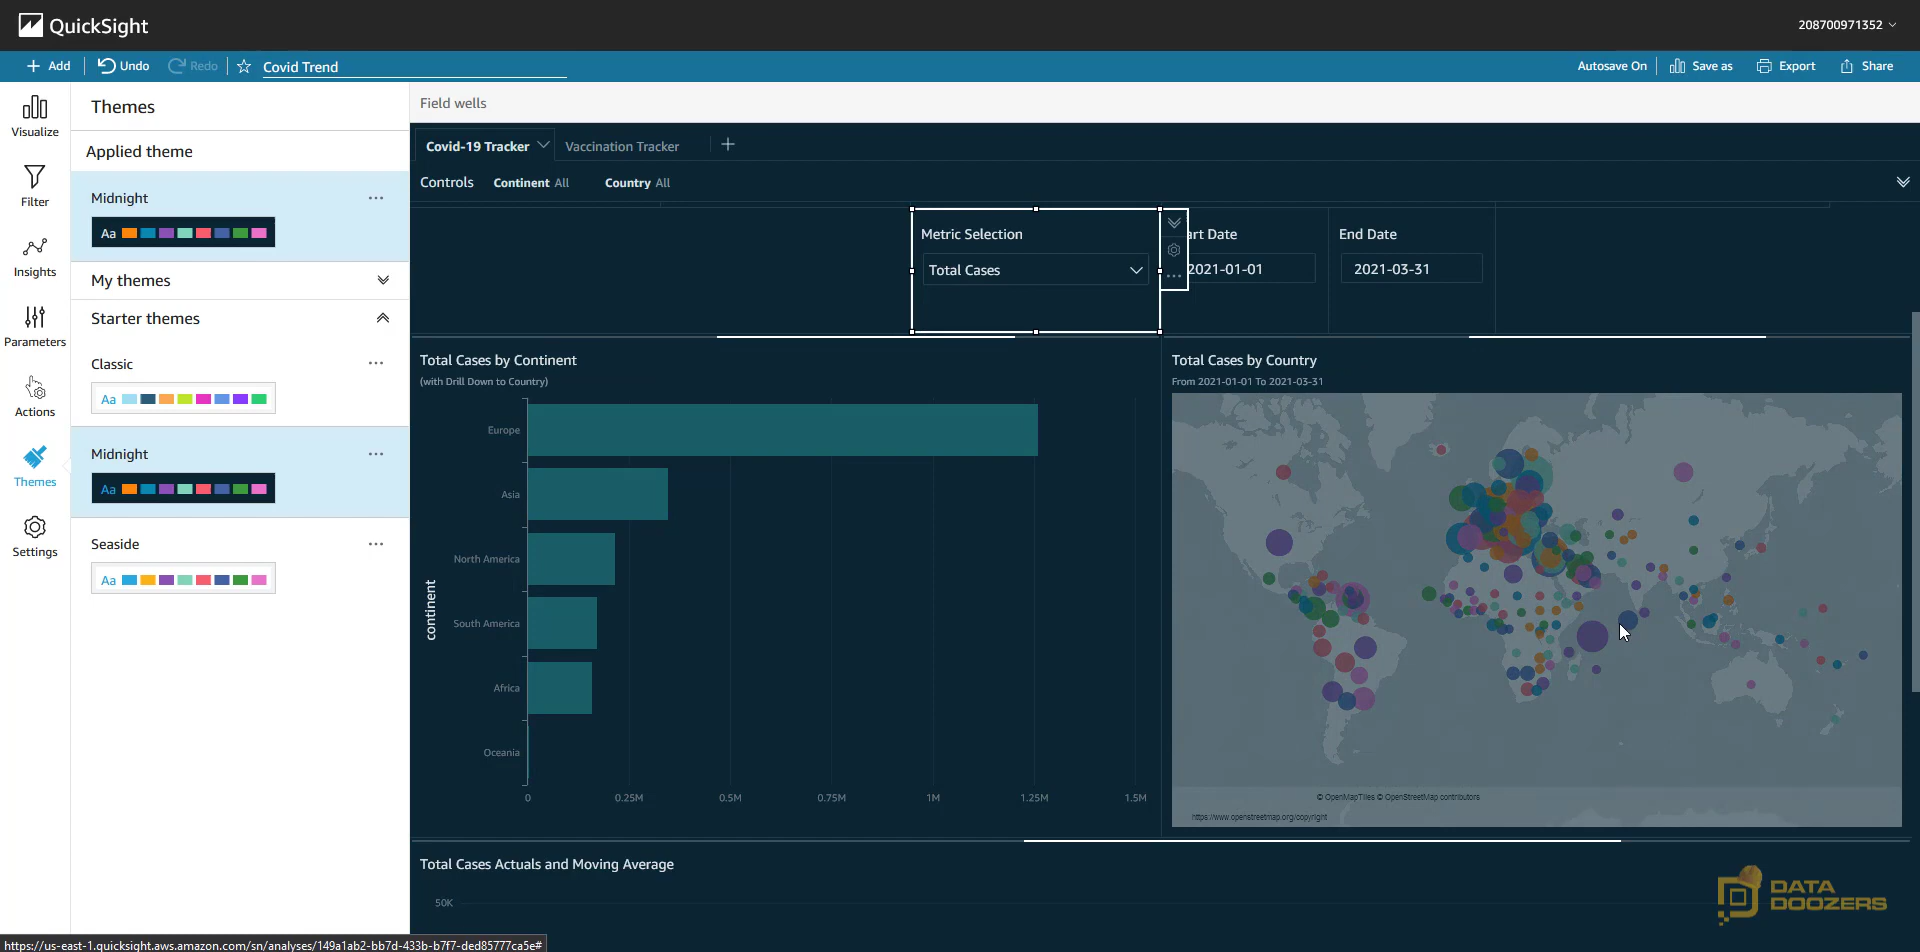 QuickSight
208700971352
Add
Undo
Redo
Covid Trend
Autosave On
Save as
Export
Share
Visualize
Filter
Insights
Parameters
Actions
Themes
Settings
Themes
Applied theme
Midnight
Aa
My themes
Starter themes
Classic
Aa
Midnight
Aa
Seaside
Aa
Field wells
Covid-19 Tracker
Vaccination Tracker
Controls
Continent All
Country All
Metric Selection
Total Cases
art Date
2021-01-01
End Date
2021-03-31
Total Cases by Continent
(with Drill Down to Country)
continent
Europe
Asia
North America
South America
Africa
Oceania
0
0.25M
0.5M
0.75M
1M
1.25M
1.5M
Total Cases by Country
From 2021-01-01 To 2021-03-31
© OpenMapTiles © OpenStreetMap contributors
https://www.openstreetmap.org/copyright
Total Cases Actuals and Moving Average
50K
DATA
DOOZERS
https://us-east-1.quicksight.aws.amazon.com/sn/analyses/149a1ab2-bb7d-433b-b7f7-ded85777ca5e#